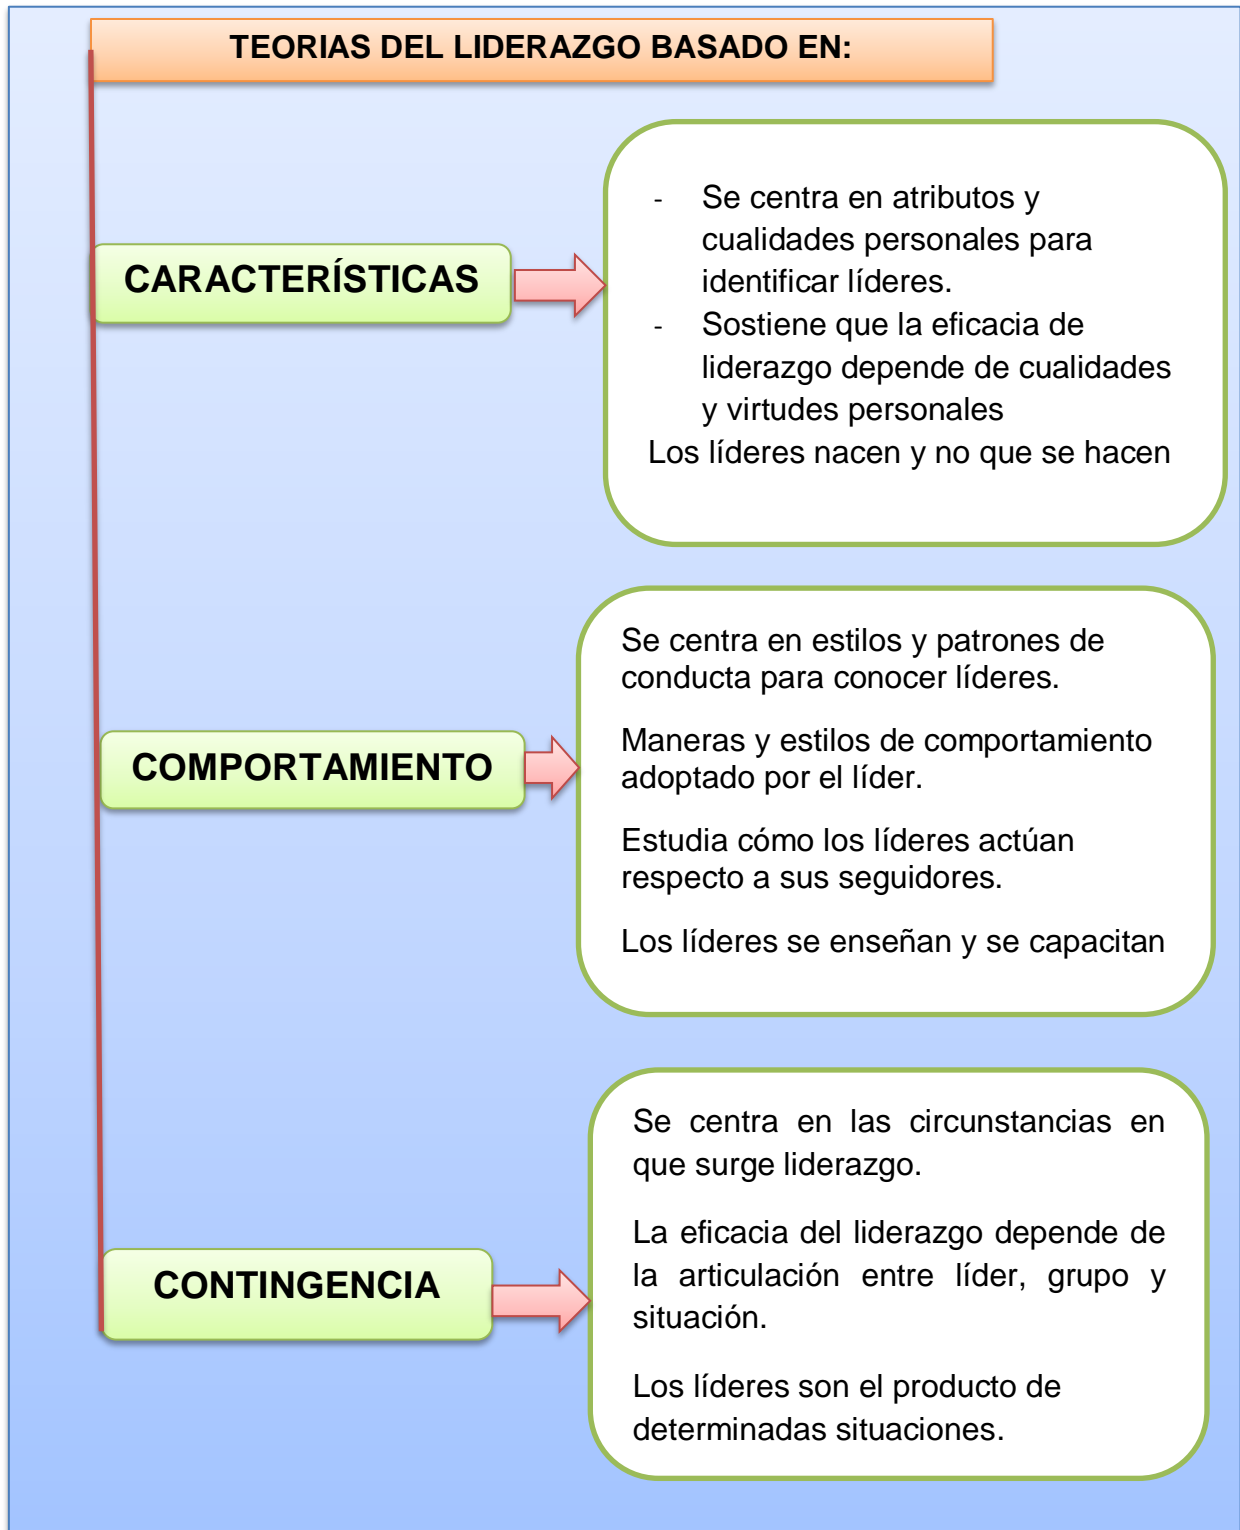 TEORIAS DEL LIDERAZGO BASADO EN:
CARACTERÍSTICAS
- Se centra en atributos y
cualidades personales para
identificar líderes.
- Sostiene que la eficacia de
liderazgo depende de cualidades
y virtudes personales
Los líderes nacen y no que se hacen
COMPORTAMIENTO
Se centra en estilos y patrones de
conducta para conocer líderes.
Maneras y estilos de comportamiento
adoptado por el líder.
Estudia cómo los líderes actúan
respecto a sus seguidores.
Los líderes se enseñan y se capacitan
CONTINGENCIA
Se centra en las circunstancias en
que surge liderazgo.
La eficacia del liderazgo depende de
la articulación entre líder, grupo y
situación.
Los líderes son el producto de
determinadas situaciones.